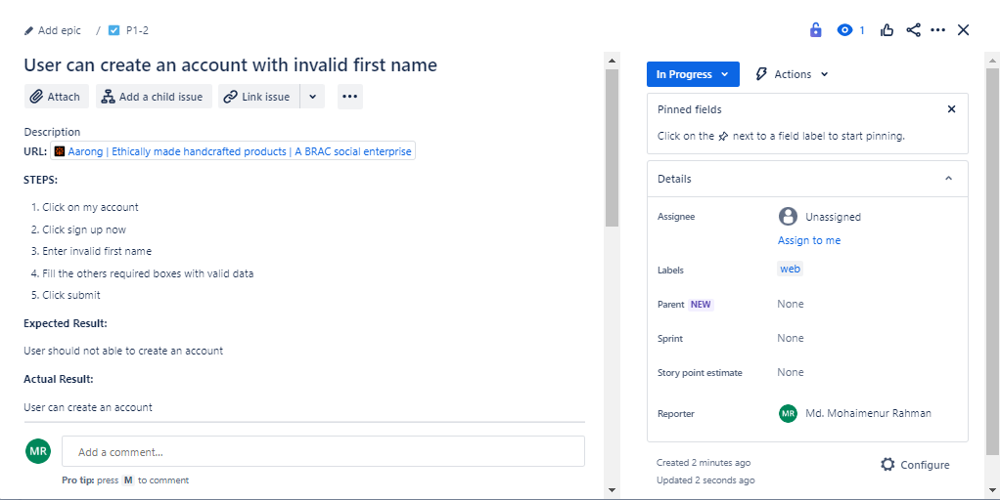 Add epic / P1-2
1
User can create an account with invalid first name
Attach Add a child issue Link issue
Description
URL: Aarong | Ethically made handcrafted products | A BRAC social enterprise
STEPS:
1. Click on my account
2. Click sign up now
3. Enter invalid first name
4. Fill the others required boxes with valid data
5. Click submit
Expected Result:
User should not able to create an account
Actual Result:
User can create an account
MR Add a comment...
Pro tip: press M to comment
In Progress Actions
Pinned fields
Click on the next to a field label to start pinning.
Details
Assignee Unassigned
Assign to me
Labels web
Parent NEW None
Sprint None
Story point estimate None
Reporter MR Md. Mohaimenur Rahman
Created 2 minutes ago
Configure
Updated 2 seconds ago